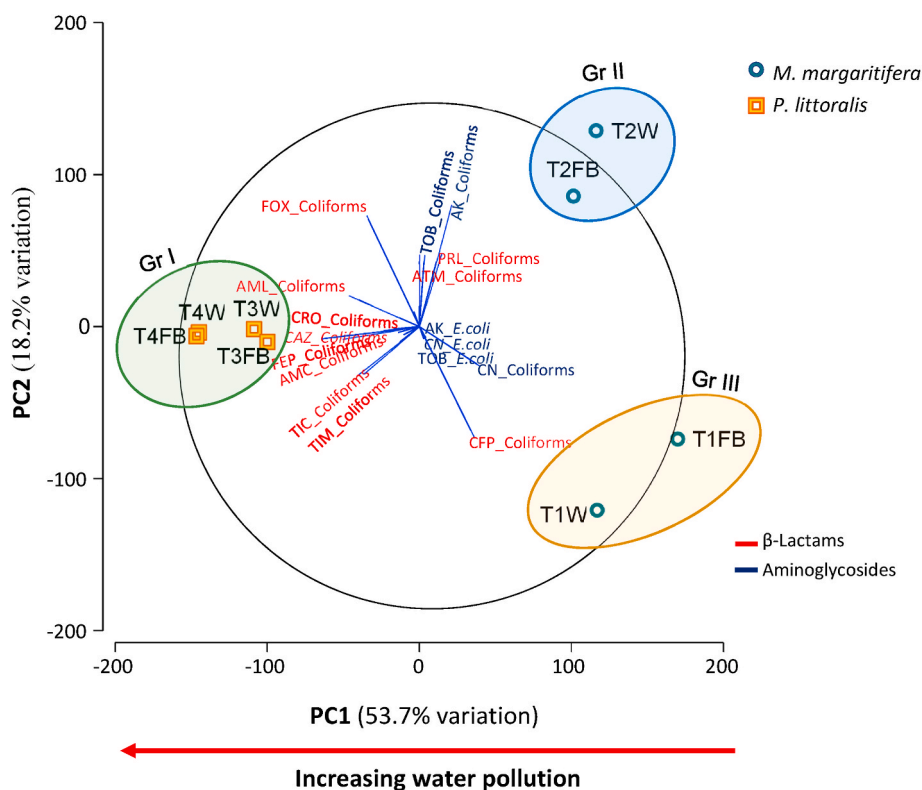 200
100
0
-100
-200
PC2 (18.2% variation)
Gr II
M. margaritifera
P. littoralis
T2W
T2FB
AK_Coliforms
TOB_Coliforms
FOX_Coliforms
PRL_Coliforms
ATM_Coliforms
Gr I
AML_Coliforms
T4W
T3W
CRO_Coliforms
T4FB
CAZ_Coliforms
AK_E.coli
T3FB
FEP_Coliforms
CN_E.coli
AMC_Coliforms
TOB_E.coli
CN_Coliforms
Gr III
TIC_Coliforms
TIM_Coliforms
CFP_Coliforms
T1FB
T1W
β-Lactams
Aminoglycosides
-200
-100
0
100
200
PC1 (53.7% variation)
Increasing water pollution